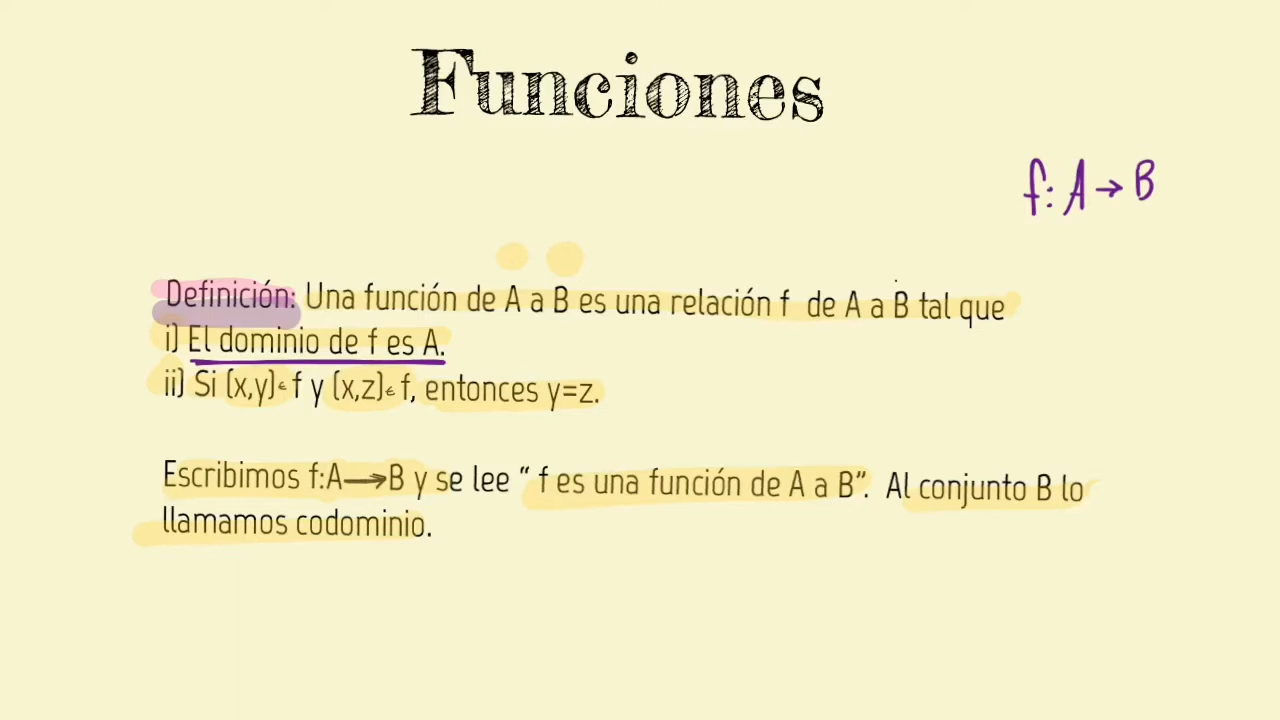 Funciones
f: A → B
Definición: Una función de A a B es una relación f de A a B tal que
i) El dominio de f es A.
ii) Si (x,y)∈ f y (x,z)∈ f, entonces y=z.
Escribimos f:A⟶B y se lee “ f es una función de A a B”. Al conjunto B lo
llamamos codominio.